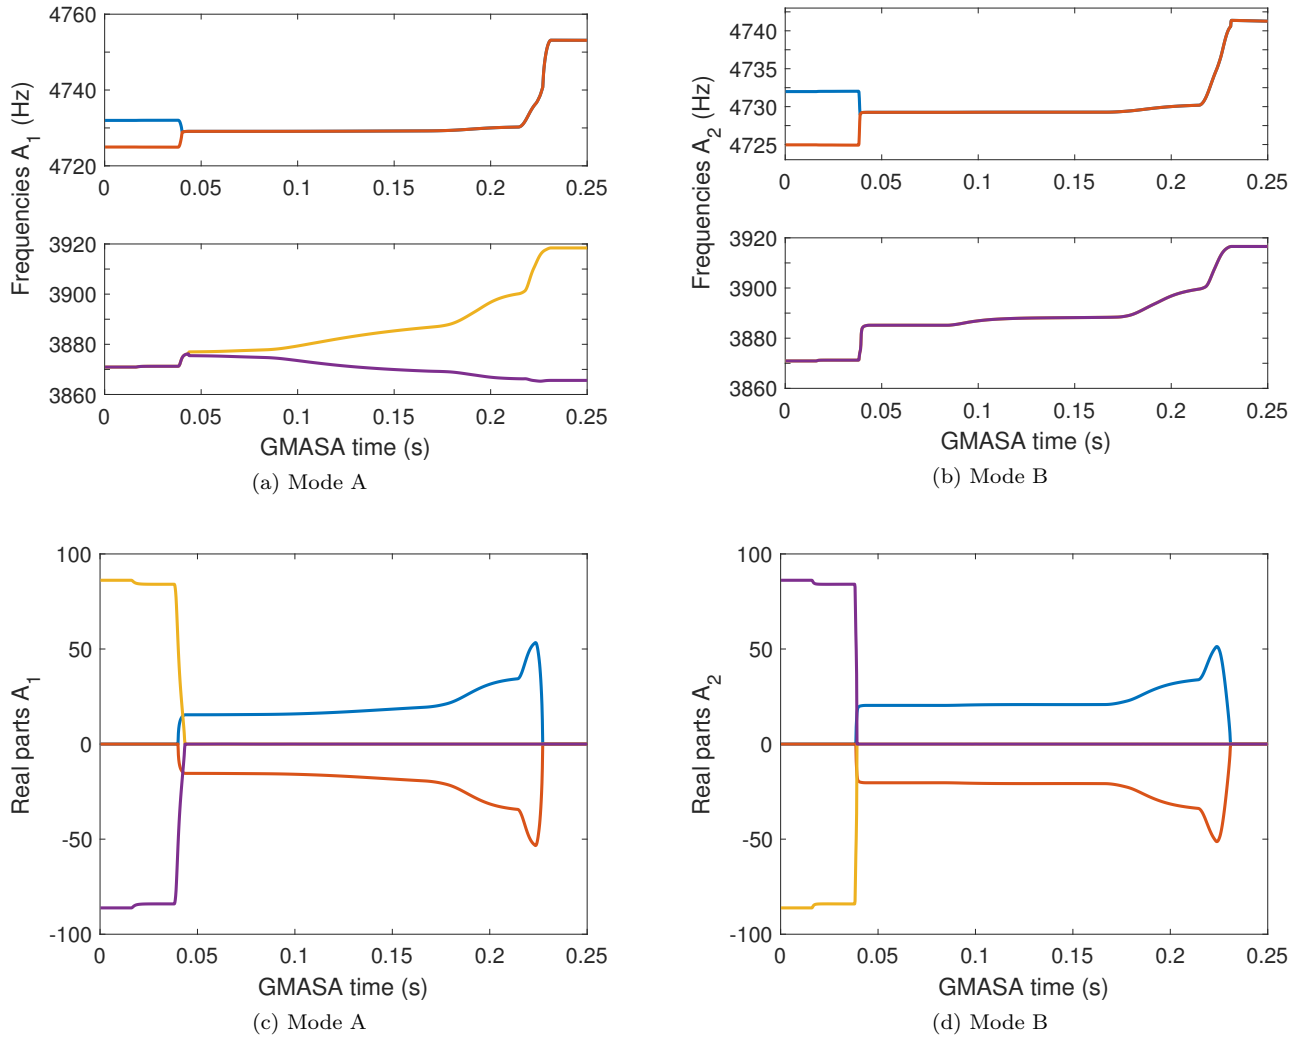 Frequencies A1 (Hz)
4760
4740
4720
0 0.05 0.1 0.15 0.2 0.25
3920
3900
3880
3860
0 0.05 0.1 0.15 0.2 0.25
GMASA time (s)
(a) Mode A
Frequencies A2 (Hz)
4740
4735
4730
4725
0 0.05 0.1 0.15 0.2 0.25
3920
3900
3880
3860
0 0.05 0.1 0.15 0.2 0.25
GMASA time (s)
(b) Mode B
Real parts A1
100
50
0
-50
-100
0 0.05 0.1 0.15 0.2 0.25
GMASA time (s)
(c) Mode A
Real parts A2
100
50
0
-50
-100
0 0.05 0.1 0.15 0.2 0.25
GMASA time (s)
(d) Mode B